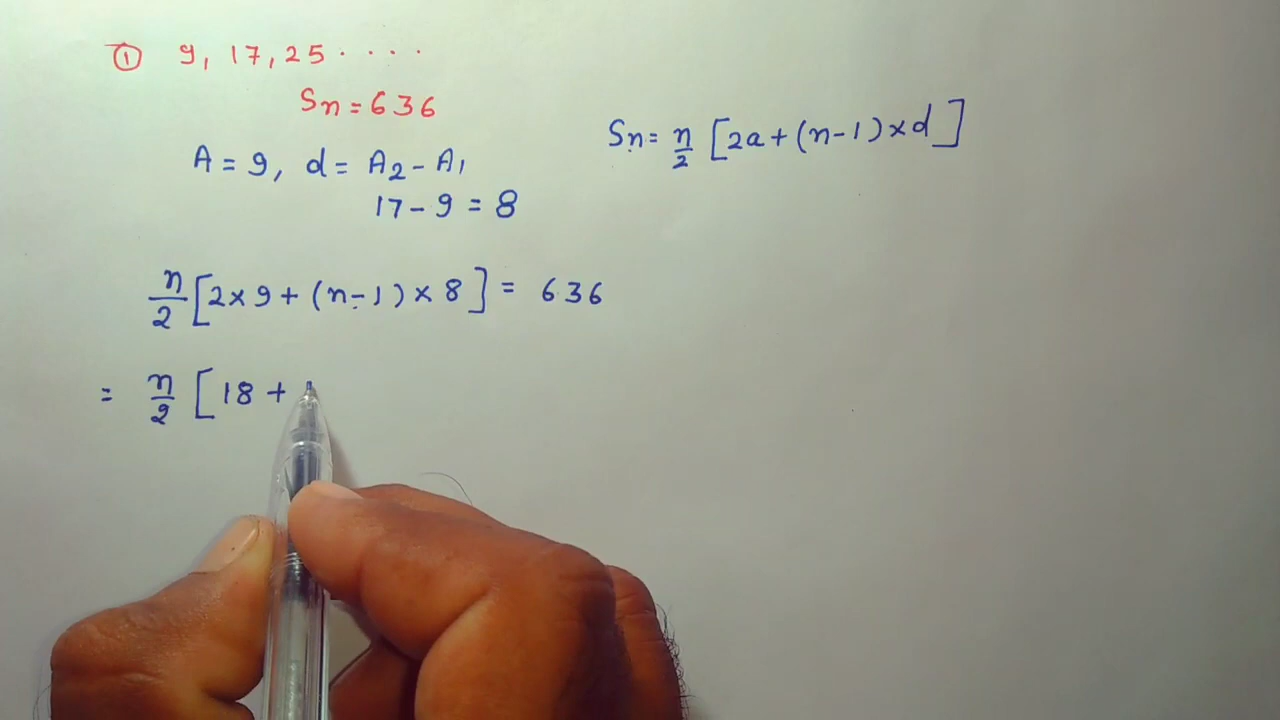 ① 9, 17, 25 ....
Sn = 636
A = 9, d = A₂ - A₁
17 - 9 = 8
Sn = n/2 [2a + (n-1) × d]
n/2 [2 × 9 + (n-1) × 8] = 636
= n/2 [18 +